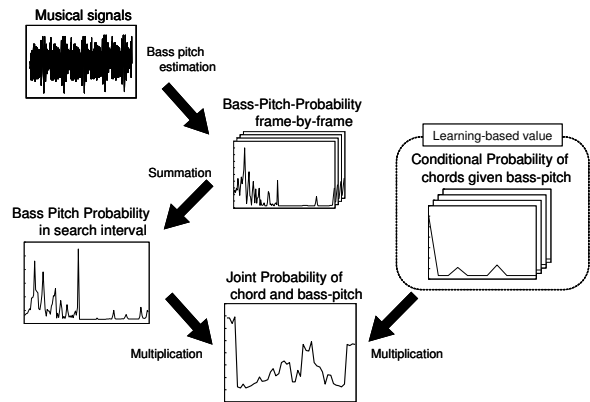 Musical signals
Bass pitch
estimation
Bass-Pitch-Probability
frame-by-frame
Learning-based value
Conditional Probability of
chords given bass-pitch
Summation
Bass Pitch Probability
in search interval
Joint Probability of
chord and bass-pitch
Multiplication
Multiplication